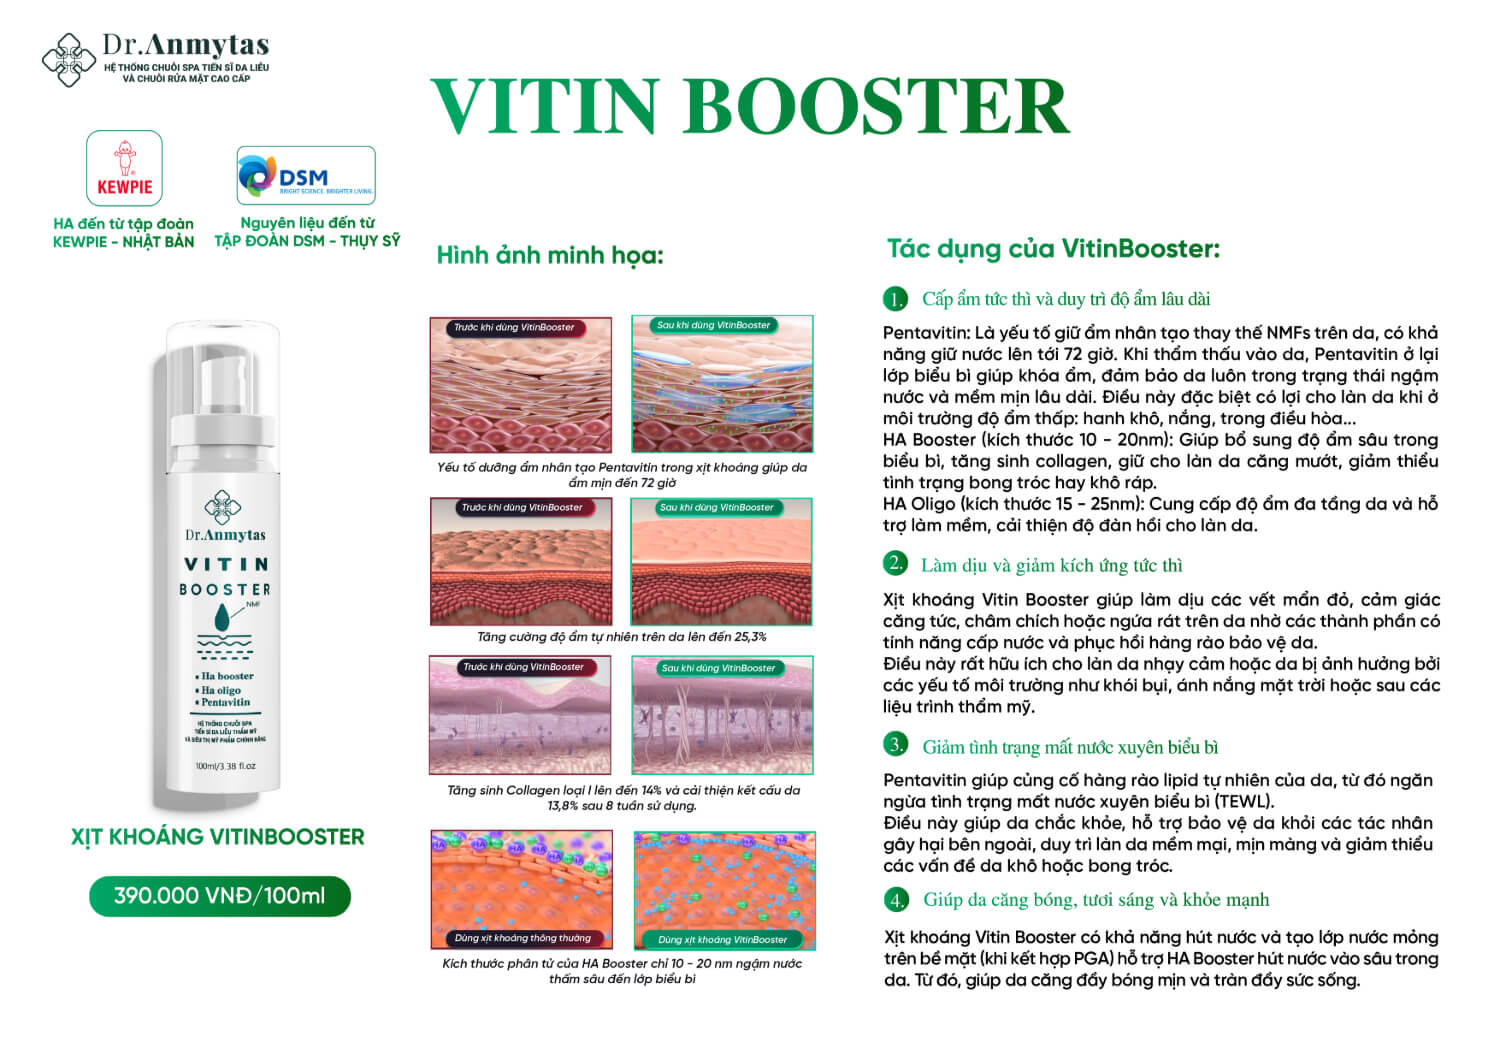 Dr.Anmytas
HỆ THỐNG CHUỖI SPA TIẾN SĨ DA LIỄU
VÀ CHUỖI RỬA MẶT CAO CẤP
VITIN BOOSTER
KEWPIE
DSM
BRIGHT SCIENCE. BRIGHTER LIVING.
HA đến từ tập đoàn
KEWPIE - NHẬT BẢN
Nguyên liệu đến từ
TẬP ĐOÀN DSM - THỤY SỸ
Dr.Anmytas
VITIN
BOOSTER
NMF
• Ha booster
• Ha oligo
• Pentavitin
HỆ THỐNG CHUỖI SPA
TIẾN SĨ DA LIỄU THẨM MỸ
VÀ SIÊU THỊ MỸ PHẨM CHÍNH HÃNG
100ml/3.38 fl.oz
XỊT KHOÁNG VITINBOOSTER
390.000 VNĐ/100ml
Hình ảnh minh họa:
Trước khi dùng VitinBooster
Sau khi dùng VitinBooster
Yếu tố dưỡng ẩm nhân tạo Pentavitin trong xịt khoáng giúp da
ẩm mịn đến 72 giờ
Trước khi dùng VitinBooster
Sau khi dùng VitinBooster
Tăng cường độ ẩm tự nhiên trên da lên đến 25,3%
Trước khi dùng VitinBooster
Sau khi dùng VitinBooster
Tăng sinh Collagen loại I lên đến 14% và cải thiện kết cấu da
13,8% sau 8 tuần sử dụng.
Dùng xịt khoáng thông thường
Dùng xịt khoáng VitinBooster
Kích thước phân tử của HA Booster chỉ 10 - 20 nm ngậm nước
thấm sâu đến lớp biểu bì
Tác dụng của VitinBooster:
1. Cấp ẩm tức thì và duy trì độ ẩm lâu dài
Pentavitin: Là yếu tố giữ ẩm nhân tạo thay thế NMFs trên da, có khả
năng giữ nước lên tới 72 giờ. Khi thẩm thấu vào da, Pentavitin ở lại
lớp biểu bì giúp khóa ẩm, đảm bảo da luôn trong trạng thái ngậm
nước và mềm mịn lâu dài. Điều này đặc biệt có lợi cho làn da khi ở
môi trường độ ẩm thấp: hanh khô, nắng, trong điều hòa...
HA Booster (kích thước 10 - 20nm): Giúp bổ sung độ ẩm sâu trong
biểu bì, tăng sinh collagen, giữ cho làn da căng mướt, giảm thiểu
tình trạng bong tróc hay khô ráp.
HA Oligo (kích thước 15 - 25nm): Cung cấp độ ẩm đa tầng da và hỗ
trợ làm mềm, cải thiện độ đàn hồi cho làn da.
2. Làm dịu và giảm kích ứng tức thì
Xịt khoáng Vitin Booster giúp làm dịu các vết mẩn đỏ, cảm giác
căng tức, châm chích hoặc ngứa rát trên da nhờ các thành phần có
tính năng cấp nước và phục hồi hàng rào bảo vệ da.
Điều này rất hữu ích cho làn da nhạy cảm hoặc da bị ảnh hưởng bởi
các yếu tố môi trường như khói bụi, ánh nắng mặt trời hoặc sau các
liệu trình thẩm mỹ.
3. Giảm tình trạng mất nước xuyên biểu bì
Pentavitin giúp củng cố hàng rào lipid tự nhiên của da, từ đó ngăn
ngừa tình trạng mất nước xuyên biểu bì (TEWL).
Điều này giúp da chắc khỏe, hỗ trợ bảo vệ da khỏi các tác nhân
gây hại bên ngoài, duy trì làn da mềm mại, mịn màng và giảm thiểu
các vấn đề da khô hoặc bong tróc.
4. Giúp da căng bóng, tươi sáng và khỏe mạnh
Xịt khoáng Vitin Booster có khả năng hút nước và tạo lớp nước mỏng
trên bề mặt (khi kết hợp PGA) hỗ trợ HA Booster hút nước vào sâu trong
da. Từ đó, giúp da căng đầy bóng mịn và tràn đầy sức sống.